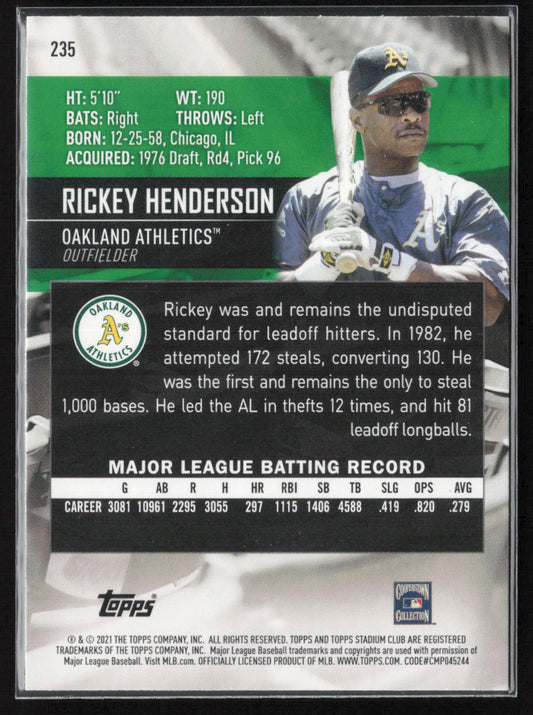 235
HT: 5'10" WT: 190
BATS: Right THROWS: Left
BORN: 12-25-58, Chicago, IL
ACQUIRED: 1976 Draft, Rd4, Pick 96
RICKEY HENDERSON
OAKLAND ATHLETICS™
OUTFIELDER
A's
A's
OAKLAND
A's
ATHLETICS
®
Rickey was and remains the undisputed
standard for leadoff hitters. In 1982, he
attempted 172 steals, converting 130. He
was the first and remains the only to steal
1,000 bases. He led the AL in thefts 12 times, and hit 81
leadoff longballs.
MAJOR LEAGUE BATTING RECORD
G AB R H HR RBI SB TB SLG OPS AVG
CAREER 3081 10961 2295 3055 297 1115 1406 4588 .419 .820 .279
Topps®
COOPERSTOWN
COLLECTION
® & © 2021 THE TOPPS COMPANY, INC. ALL RIGHTS RESERVED. TOPPS AND TOPPS STADIUM CLUB ARE REGISTERED
TRADEMARKS OF THE TOPPS COMPANY, INC. Major League Baseball trademarks and copyrights are used with permission of
Major League Baseball. Visit MLB.com. OFFICIALLY LICENSED PRODUCT OF MLB. WWW.TOPPS.COM. CODE#CMP045244